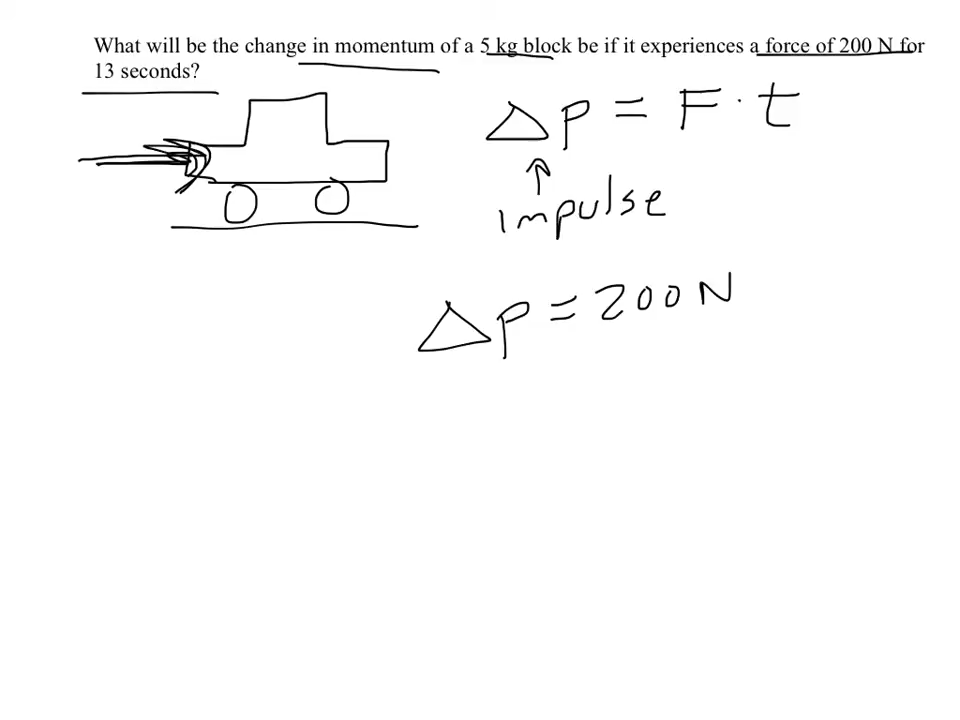 What will be the change in momentum of a 5 kg block be if it experiences a force of 200 N for
13 seconds?
Δp = F · t
↑
impulse
Δp = 200 N